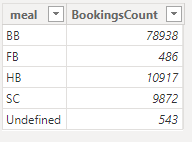 meal BookingsCount
BB 78938
FB 486
HB 10917
SC 9872
Undefined 543